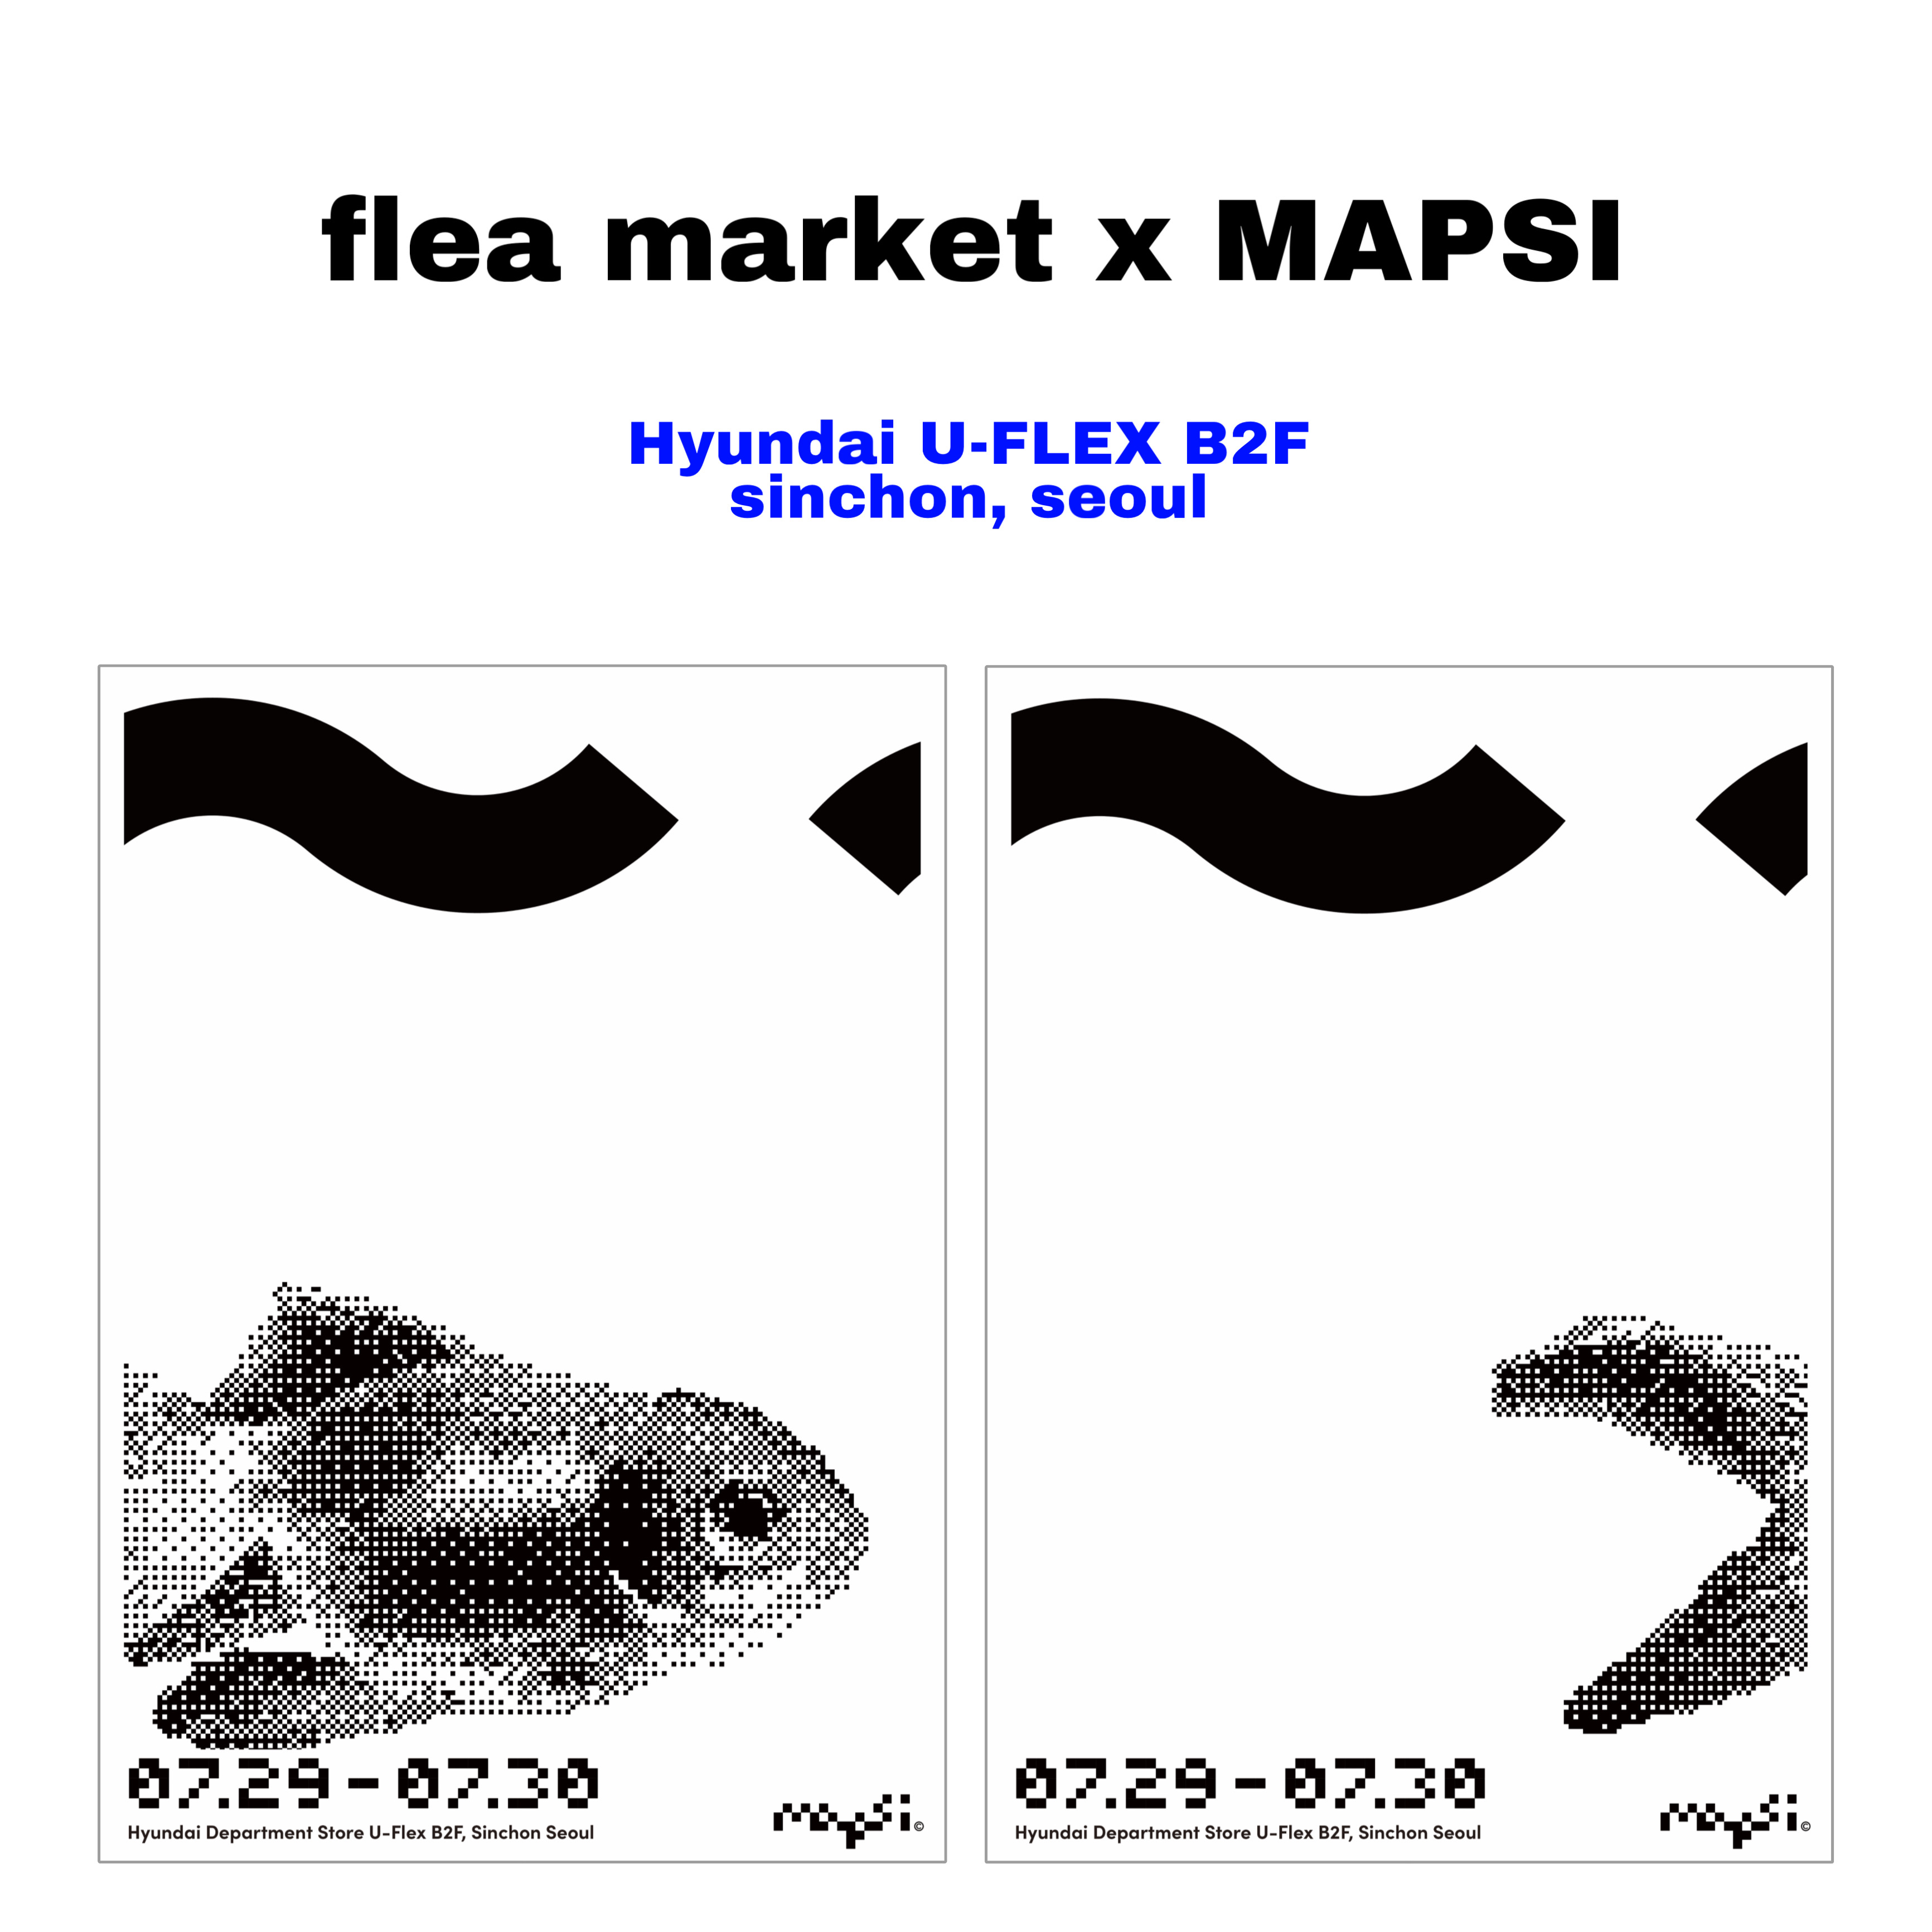 flea market x MAPSI
Hyundai U-FLEX B2F
sinchon, seoul
07.29-07.30
Hyundai Department Store U-Flex B2F, Sinchon Seoul
mapsi©
07.29-07.30
Hyundai Department Store U-Flex B2F, Sinchon Seoul
mapsi©